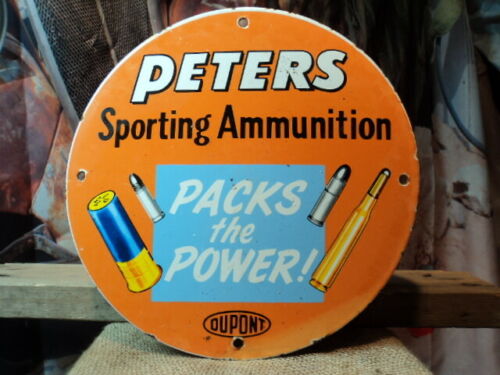 PETERS
Sporting Ammunition
PACKS
the
POWER!
DUPONT